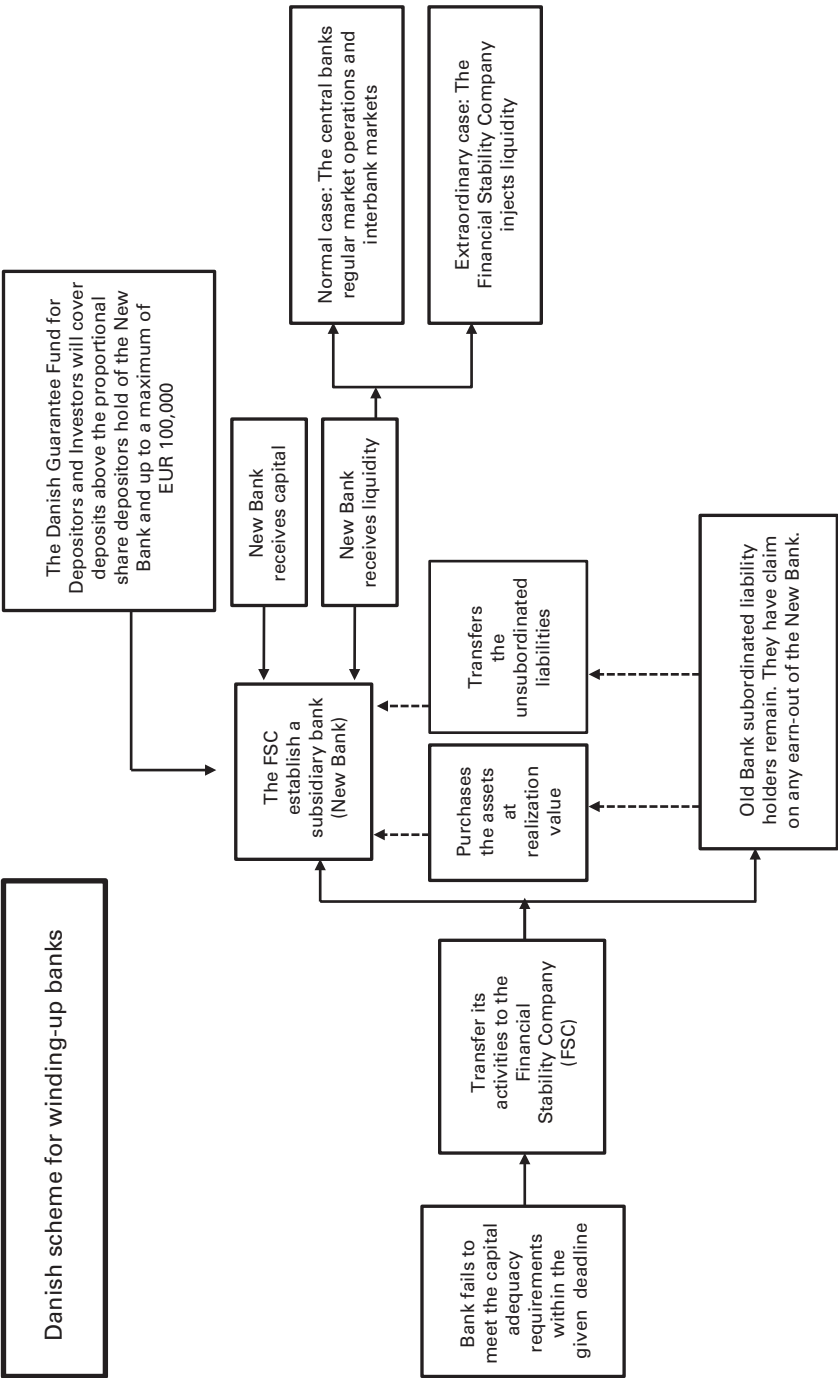 Danish scheme for winding-up banks
The Danish Guarantee Fund for
Depositors and Investors will cover
deposits above the proportional
share depositors hold of the New
Bank and up to a maximum of
EUR 100,000
Bank fails to
meet the capital
adequacy
requirements
within the
given deadline
Transfer its
activities to the
Financial
Stability Company
(FSC)
The FSC
establish a
subsidiary bank
(New Bank)
New Bank
receives capital
New Bank
receives liquidity
Normal case: The central banks
regular market operations and
interbank markets
Extraordinary case: The
Financial Stability Company
injects liquidity
Purchases
the assets
at
realization
value
Transfers
the
unsubordinated
liabilities
Old Bank subordinated liability
holders remain. They have claim
on any earn-out of the New Bank.